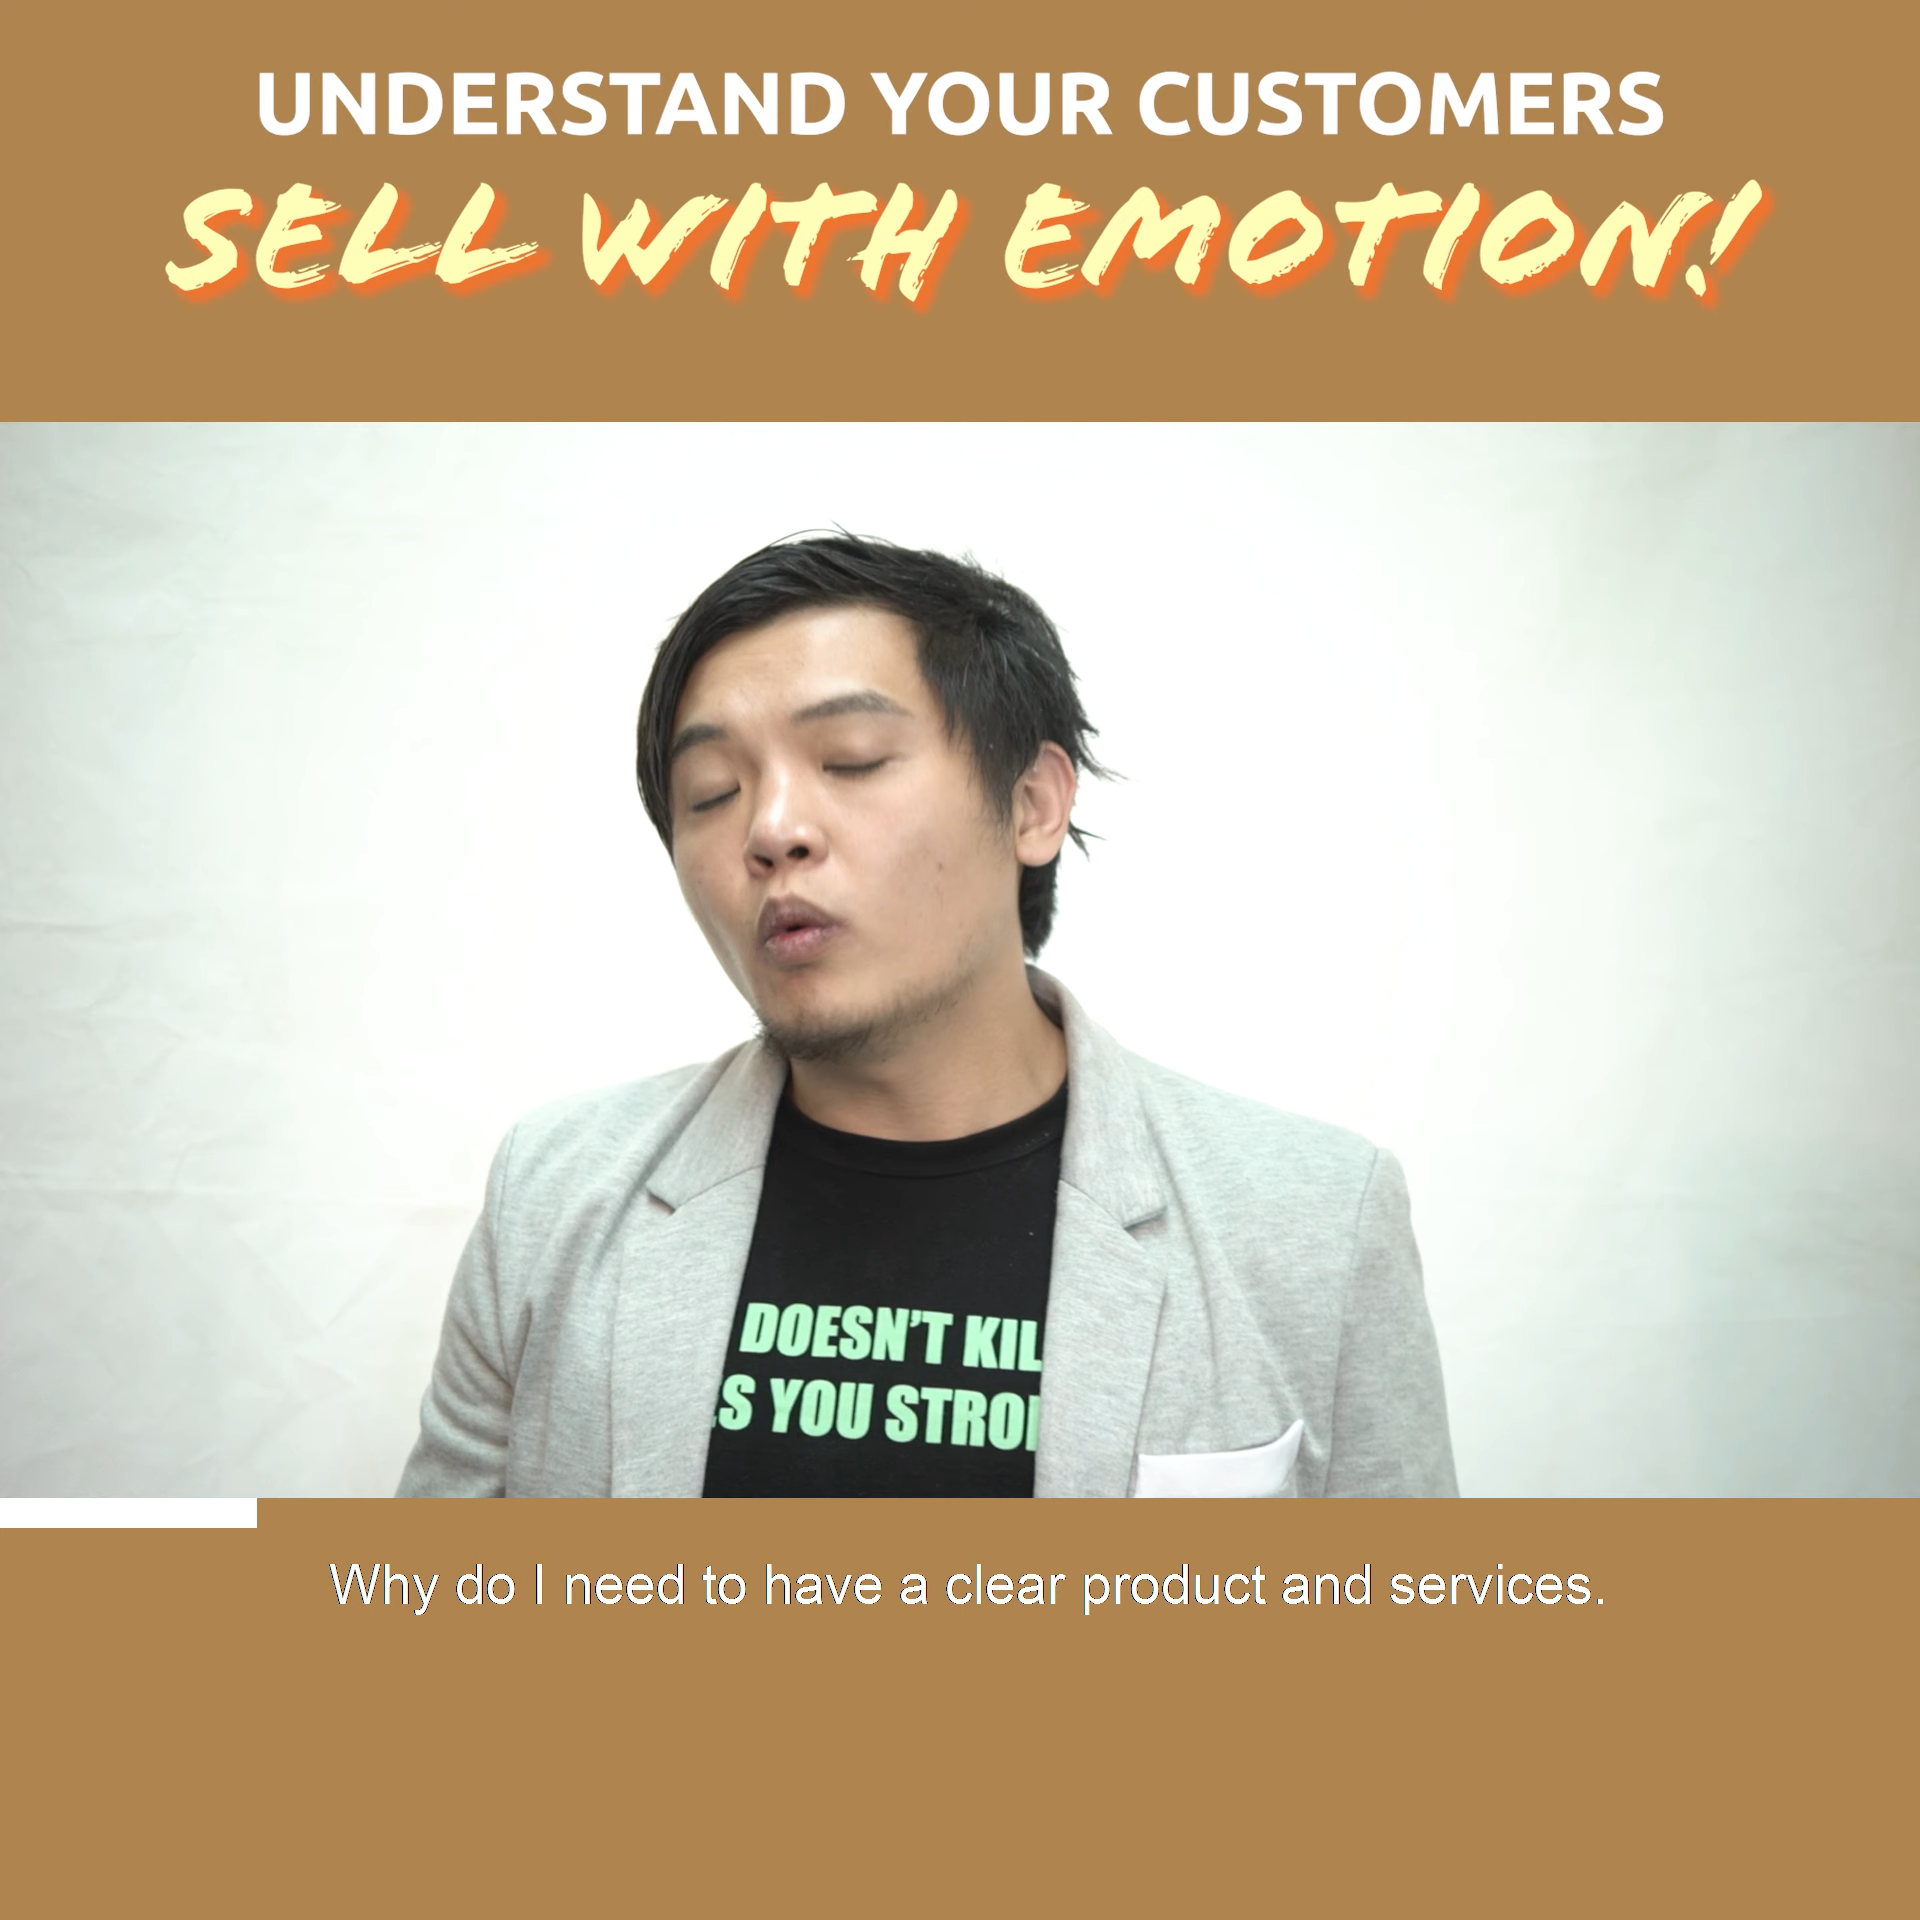 UNDERSTAND YOUR CUSTOMERS
SELL WITH EMOTION!
DOESN'T KIL
S YOU STRO
Why do I need to have a clear product and services.